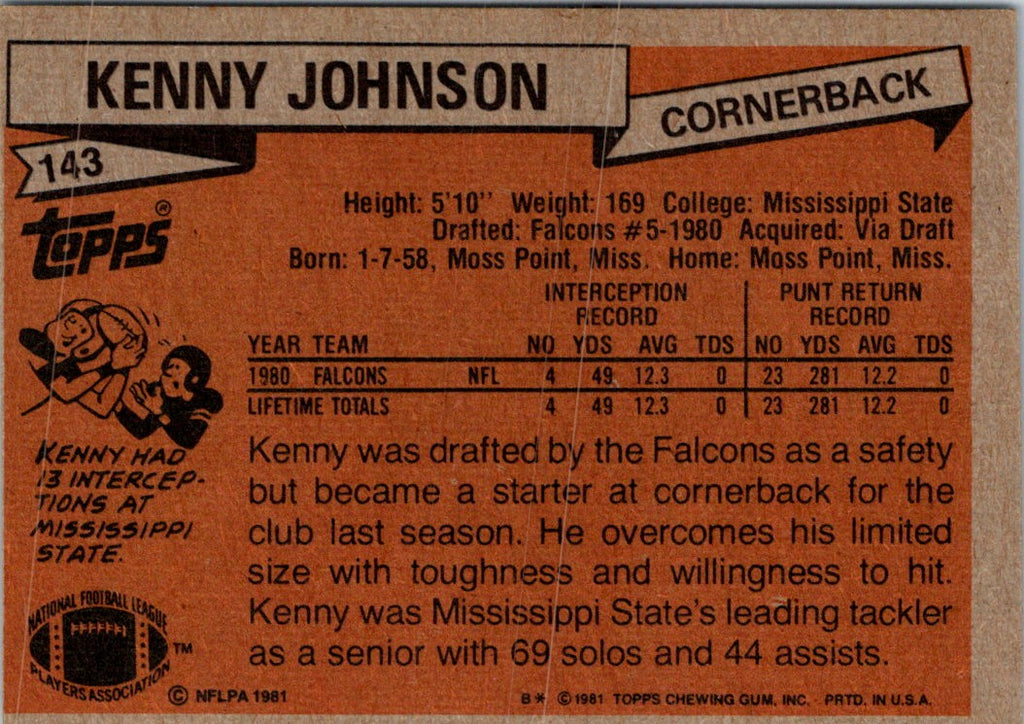 KENNY JOHNSON
CORNERBACK
143
topps®
Height: 5'10" Weight: 169 College: Mississippi State
Drafted: Falcons #5-1980 Acquired: Via Draft
Born: 1-7-58, Moss Point, Miss. Home: Moss Point, Miss.
INTERCEPTION PUNT RETURN
RECORD RECORD
YEAR TEAM NO YDS AVG TDS NO YDS AVG TDS
1980 FALCONS NFL 4 49 12.3 0 23 281 12.2 0
LIFETIME TOTALS 4 49 12.3 0 23 281 12.2 0
KENNY HAD
13 INTERCEP-
TIONS AT
MISSISSIPPI
STATE.
Kenny was drafted by the Falcons as a safety
but became a starter at cornerback for the
club last season. He overcomes his limited
size with toughness and willingness to hit.
Kenny was Mississippi State's leading tackler
as a senior with 69 solos and 44 assists.
NATIONAL FOOTBALL LEAGUE
PLAYERS ASSOCIATION
TM
© NFLPA 1981
B* © 1981 TOPPS CHEWING GUM, INC. PRTD. IN U.S.A.